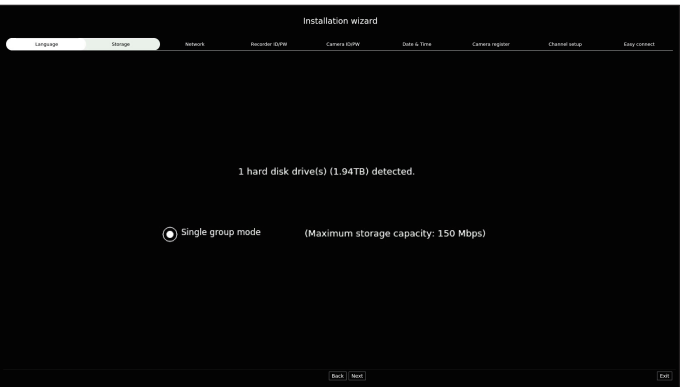 Installation wizard
Language Storage Network Recorder ID/PW Camera ID/PW Date & Time Camera register Channel setup Easy connect
1 hard disk drive(s) (1.94TB) detected.
Single group mode (Maximum storage capacity: 150 Mbps)
Back Next Exit